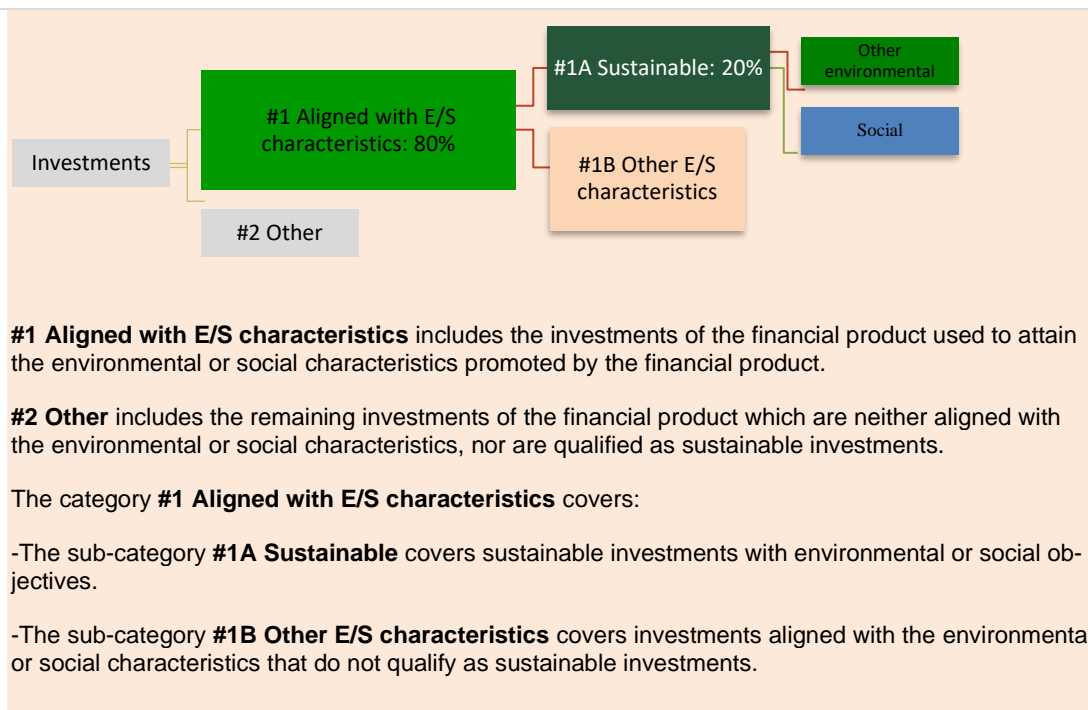 Other
environmental
#1A Sustainable: 20%
#1 Aligned with E/S
characteristics: 80%
Social
Investments
#1B Other E/S
characteristics
#2 Other
#1 Aligned with E/S characteristics includes the investments of the financial product used to attain
the environmental or social characteristics promoted by the financial product.
#2 Other includes the remaining investments of the financial product which are neither aligned with
the environmental or social characteristics, nor are qualified as sustainable investments.
The category #1 Aligned with E/S characteristics covers:
-The sub-category #1A Sustainable covers sustainable investments with environmental or social ob-
jectives.
-The sub-category #1B Other E/S characteristics covers investments aligned with the environmenta
or social characteristics that do not qualify as sustainable investments.